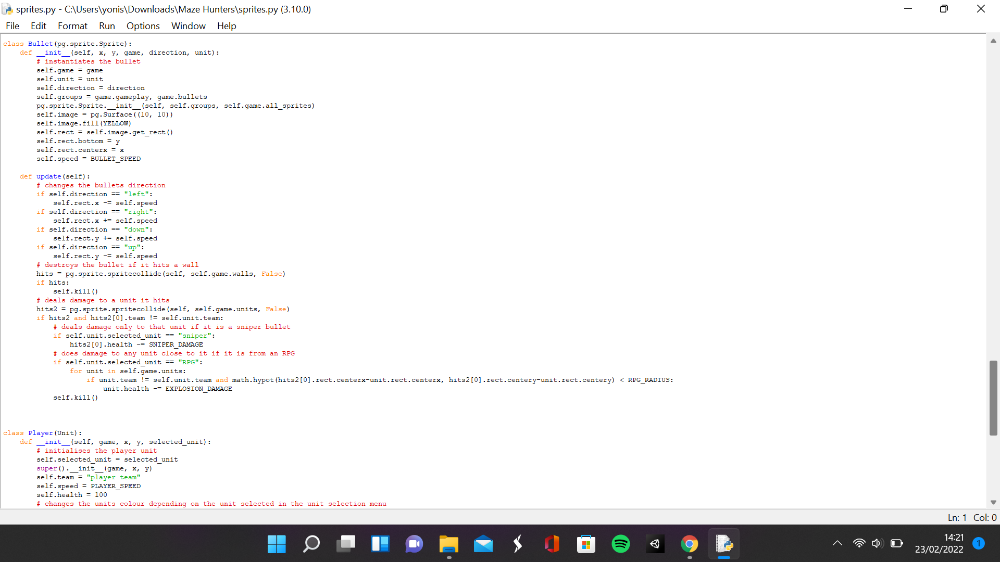 sprites.py - C:\Users\yonis\Downloads\Maze Hunters\sprites.py (3.10.0)
File Edit Format Run Options Window Help
class Bullet(pg.sprite.Sprite):
    def __init__(self, x, y, game, direction, unit):
        # instantiates the bullet
        self.game = game
        self.unit = unit
        self.direction = direction
        self.groups = game.gameplay, game.bullets
        pg.sprite.Sprite.__init__(self, self.groups, self.game.all_sprites)
        self.image = pg.Surface((10, 10))
        self.image.fill(YELLOW)
        self.rect = self.image.get_rect()
        self.rect.bottom = y
        self.rect.centerx = x
        self.speed = BULLET_SPEED
    def update(self):
        # changes the bullets direction
        if self.direction == "left":
            self.rect.x -= self.speed
        if self.direction == "right":
            self.rect.x += self.speed
        if self.direction == "down":
            self.rect.y += self.speed
        if self.direction == "up":
            self.rect.y -= self.speed
        # destroys the bullet if it hits a wall
        hits = pg.sprite.spritecollide(self, self.game.walls, False)
        if hits:
            self.kill()
        # deals damage to a unit it hits
        hits2 = pg.sprite.spritecollide(self, self.game.units, False)
        if hits2 and hits2[0].team != self.unit.team:
            # deals damage only to that unit if it is a sniper bullet
            if self.unit.selected_unit == "sniper":
                hits2[0].health -= SNIPER_DAMAGE
            # does damage to any unit close to it if it is from an RPG
            if self.unit.selected_unit == "RPG":
                for unit in self.game.units:
                    if unit.team != self.unit.team and math.hypot(hits2[0].rect.centerx-unit.rect.centerx, hits2[0].rect.centery-unit.rect.centery) < RPG_RADIUS:
                        unit.health -= EXPLOSION_DAMAGE
            self.kill()
class Player(Unit):
    def __init__(self, game, x, y, selected_unit):
        # initialises the player unit
        self.selected_unit = selected_unit
        super().__init__(game, x, y)
        self.team = "player team"
        self.speed = PLAYER_SPEED
        self.health = 100
        # changes the units colour depending on the unit selected in the unit selection menu
Ln: 1 Col: 0
14:21
23/02/2022
1